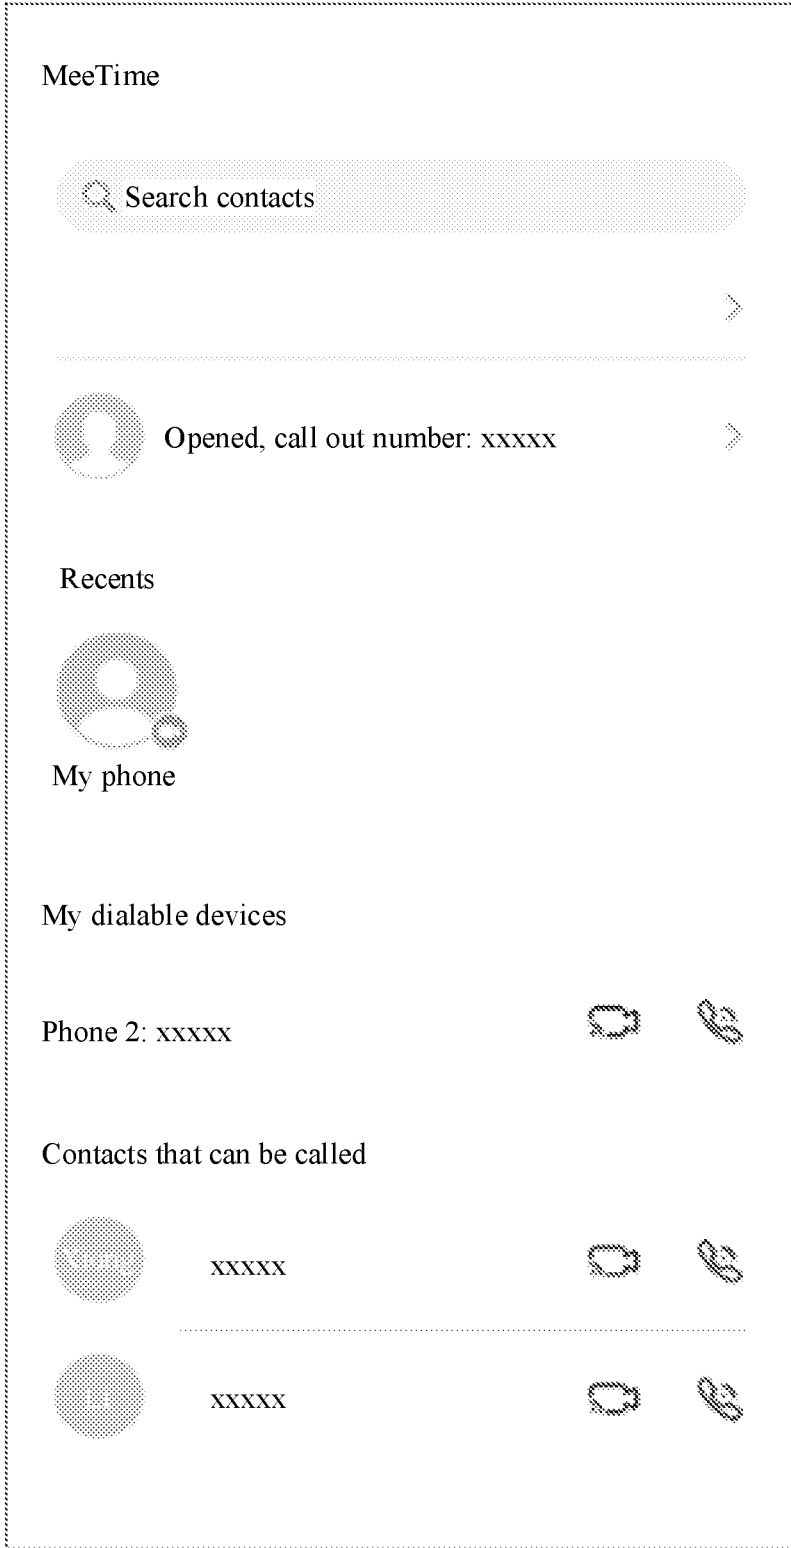 MeeTime
Search contacts
Opened, call out number: xxxxx
Recents
My phone
My dialable devices
Phone 2: xxxxx
Contacts that can be called
xxxxx
Li
xxxxx